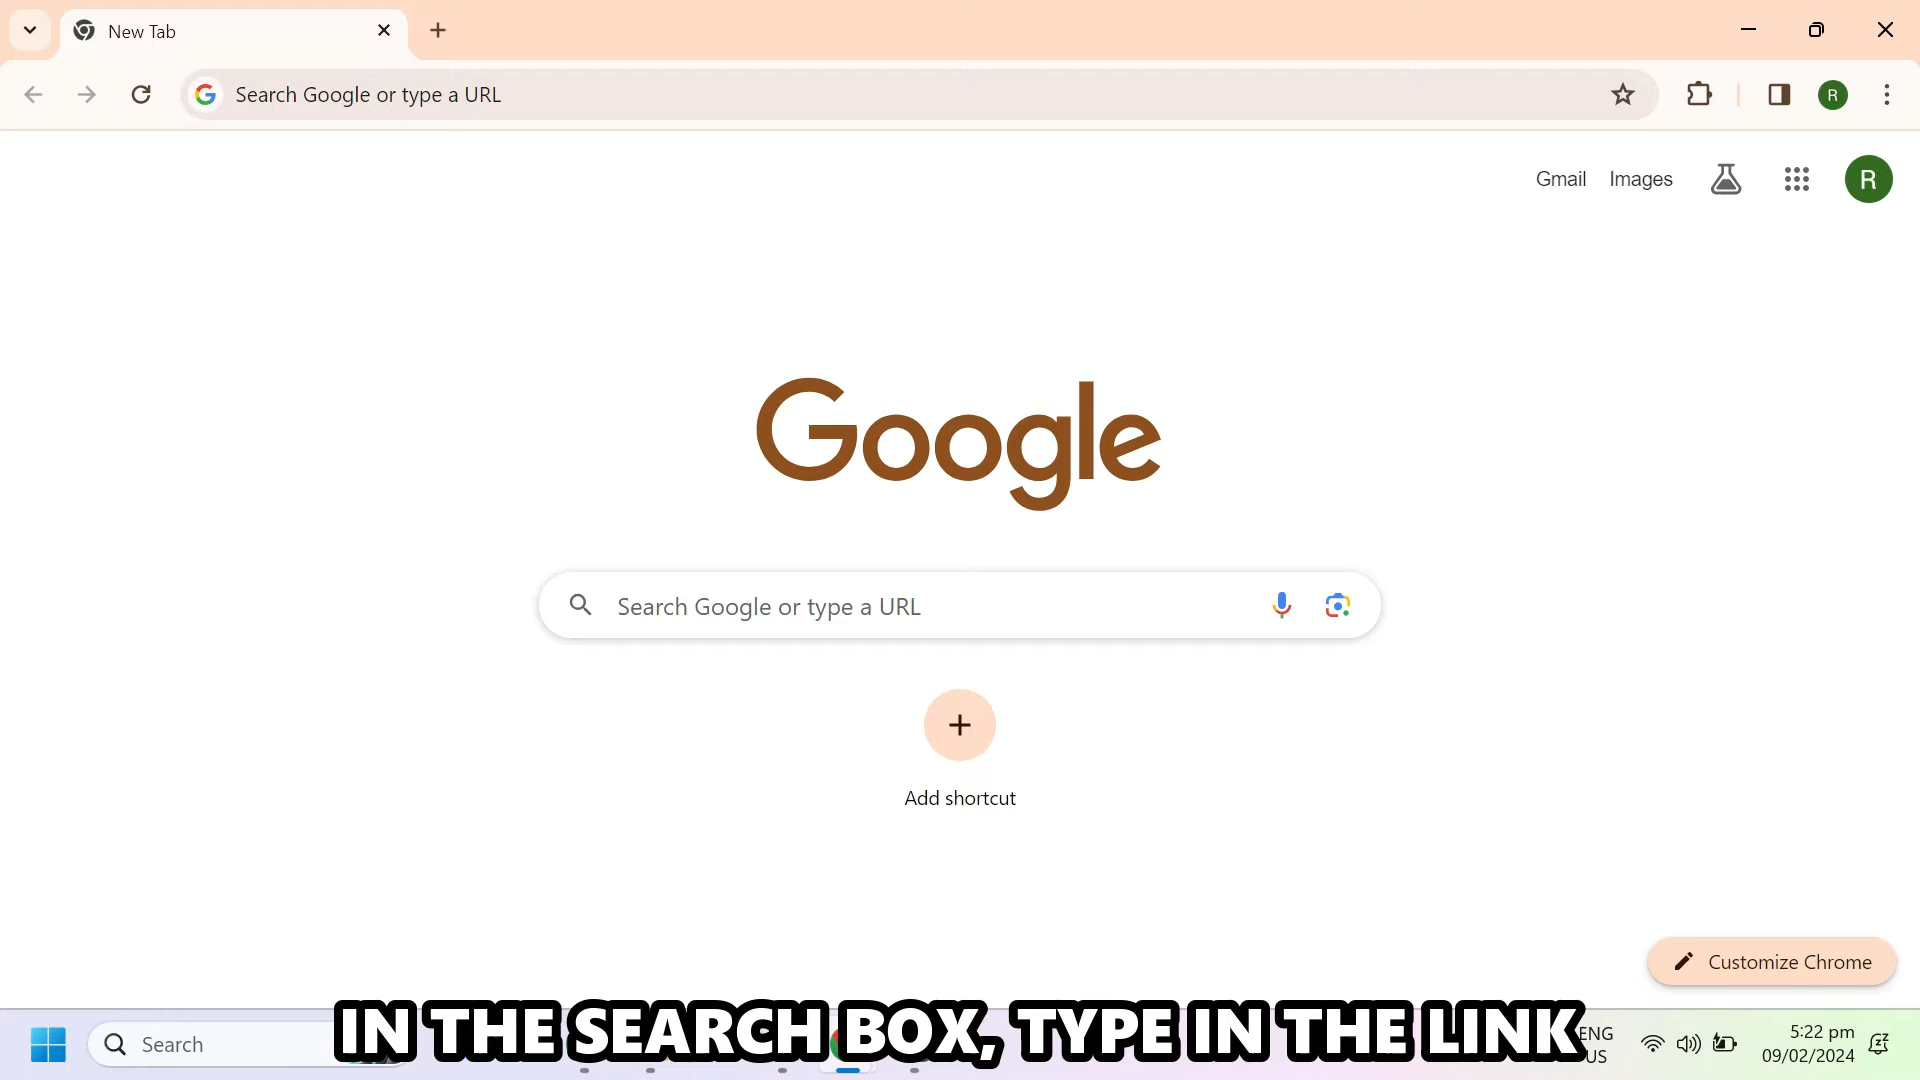 New Tab
Search Google or type a URL
R
Gmail Images
R
Google
Search Google or type a URL
Add shortcut
Customize Chrome
IN THE SEARCH BOX, TYPE IN THE LINK
Search
ENG
US
5:22 pm
09/02/2024